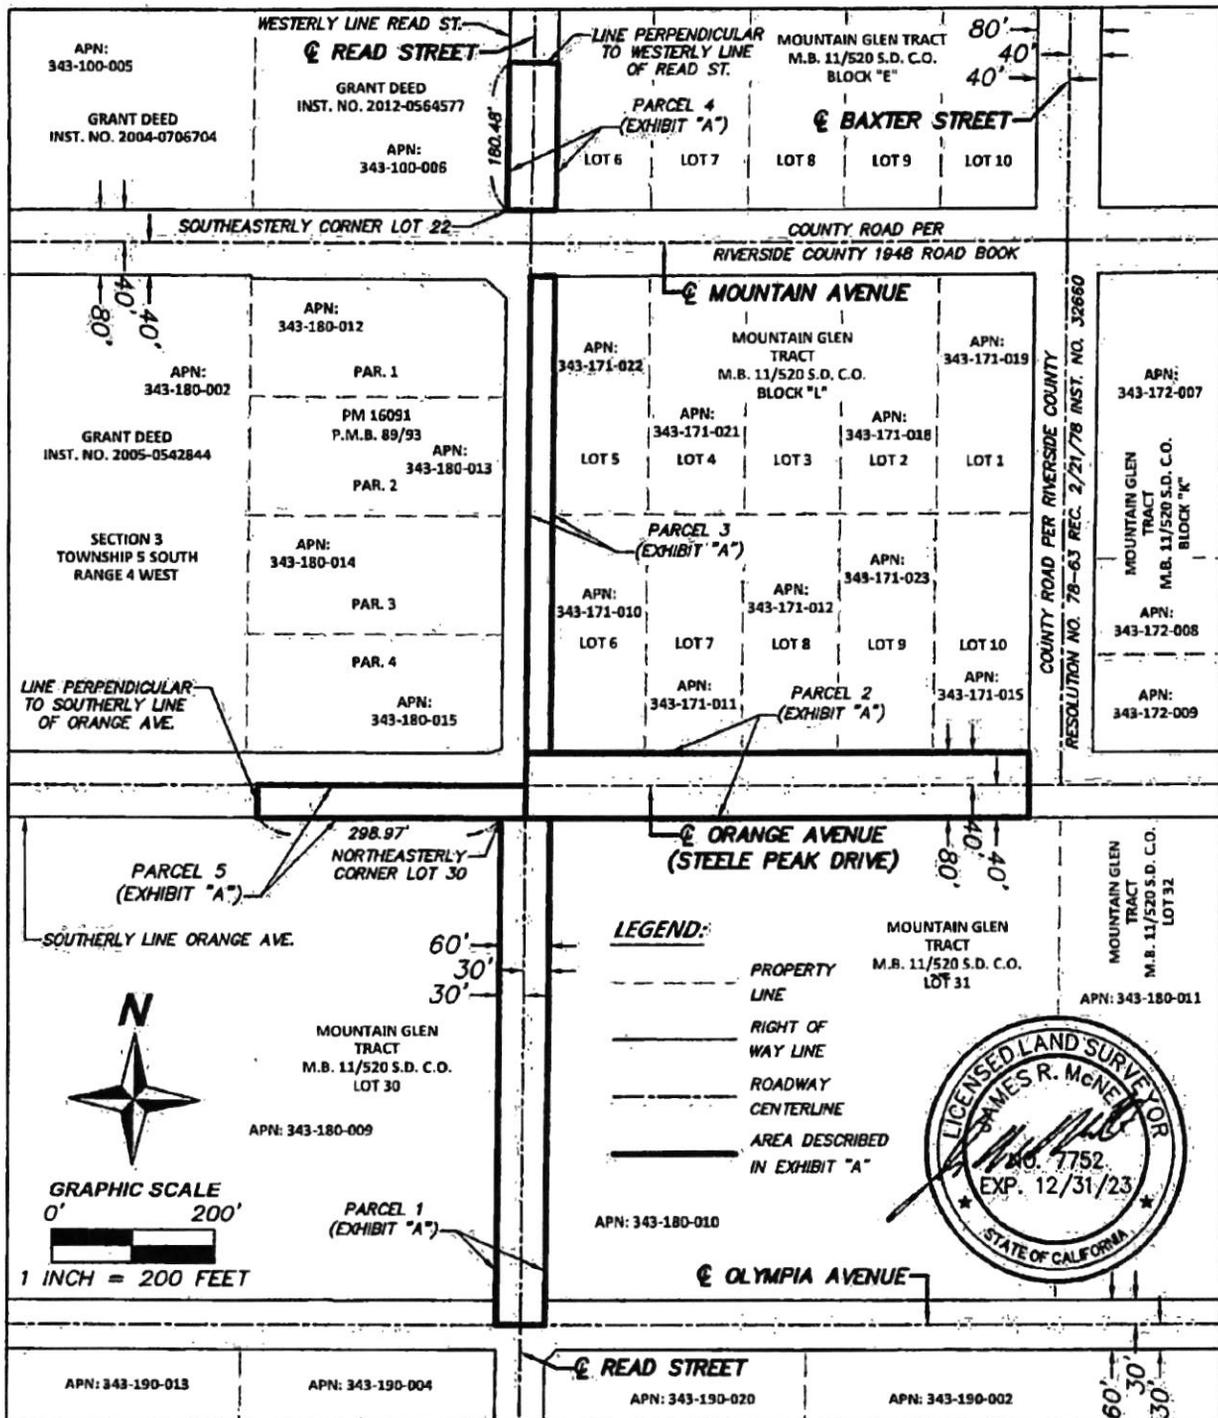 WESTERLY LINE READ ST.
℄ READ STREET
LINE PERPENDICULAR
TO WESTERLY LINE
OF READ ST.
MOUNTAIN GLEN TRACT
M.B. 11/520 S.D. C.O.
BLOCK "E"
80'
40'
40'
℄ BAXTER STREET
APN:
343-100-005
GRANT DEED
INST. NO. 2004-0706704
GRANT DEED
INST. NO. 2012-0564577
APN:
343-100-006
180.48'
PARCEL 4
(EXHIBIT "A")
LOT 6
LOT 7
LOT 8
LOT 9
LOT 10
SOUTHEASTERLY CORNER LOT 22
COUNTY ROAD PER
RIVERSIDE COUNTY 1948 ROAD BOOK
℄ MOUNTAIN AVENUE
80'
40'
40'
APN:
343-180-012
PAR. 1
APN:
343-180-002
PM 16091
P.M.B. 89/93
GRANT DEED
INST. NO. 2005-0542844
APN:
343-180-013
PAR. 2
SECTION 3
TOWNSHIP 5 SOUTH
RANGE 4 WEST
APN:
343-180-014
PAR. 3
PAR. 4
APN:
343-180-015
APN:
343-171-022
MOUNTAIN GLEN
TRACT
M.B. 11/520 S.D. C.O.
BLOCK "L"
APN:
343-171-019
APN:
343-171-021
APN:
343-171-018
LOT 5
LOT 4
LOT 3
LOT 2
LOT 1
PARCEL 3
(EXHIBIT "A")
APN:
343-171-010
APN:
343-171-012
APN:
343-171-023
LOT 6
LOT 7
LOT 8
LOT 9
LOT 10
APN:
343-171-011
PARCEL 2
(EXHIBIT "A")
APN:
343-171-015
COUNTY ROAD PER RIVERSIDE COUNTY
RESOLUTION NO. 78-63 REC. 2/21/78 INST. NO. 32660
APN:
343-172-007
MOUNTAIN GLEN
TRACT
M.B. 11/520 S.D. C.O.
BLOCK "K"
APN:
343-172-008
APN:
343-172-009
LINE PERPENDICULAR
TO SOUTHERLY LINE
OF ORANGE AVE.
298.97'
NORTHEASTERLY
CORNER LOT 30
PARCEL 5
(EXHIBIT "A")
SOUTHERLY LINE ORANGE AVE.
℄ ORANGE AVENUE
(STEELE PEAK DRIVE)
80'
40'
40'
60'
30'
30'
LEGEND:
PROPERTY
LINE
RIGHT OF
WAY LINE
ROADWAY
CENTERLINE
AREA DESCRIBED
IN EXHIBIT "A"
MOUNTAIN GLEN
TRACT
M.B. 11/520 S.D. C.O.
LOT 31
MOUNTAIN GLEN
TRACT
M.B. 11/520 S.D. C.O.
LOT 32
APN: 343-180-011
N
MOUNTAIN GLEN
TRACT
M.B. 11/520 S.D. C.O.
LOT 30
APN: 343-180-009
GRAPHIC SCALE
0' 200'
1 INCH = 200 FEET
PARCEL 1
(EXHIBIT "A")
APN: 343-180-010
LICENSED LAND SURVEYOR
JAMES R.
NO. 7752
EXP. 12/31/23
STATE OF CALIFORNIA
℄ OLYMPIA AVENUE
℄ READ STREET
60'
30'
30'
APN: 343-190-013
APN: 343-190-004
APN: 343-190-020
APN: 343-190-002